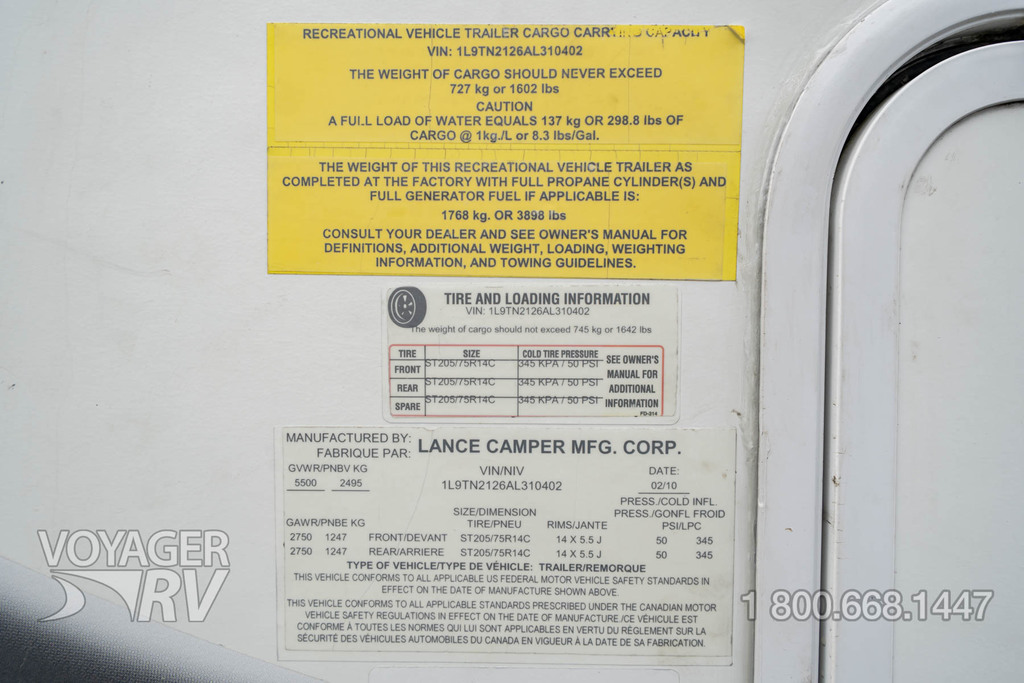 RECREATIONAL VEHICLE TRAILER CARGO CARRYING CAPACITY
VIN: 1L9TN2126AL310402
THE WEIGHT OF CARGO SHOULD NEVER EXCEED
727 kg or 1602 lbs
CAUTION
A FULL LOAD OF WATER EQUALS 137 kg OR 298.8 lbs OF
CARGO @ 1kg./L or 8.3 lbs/Gal.
THE WEIGHT OF THIS RECREATIONAL VEHICLE TRAILER AS
COMPLETED AT THE FACTORY WITH FULL PROPANE CYLINDER(S) AND
FULL GENERATOR FUEL IF APPLICABLE IS:
1768 kg. OR 3898 lbs
CONSULT YOUR DEALER AND SEE OWNER'S MANUAL FOR
DEFINITIONS, ADDITIONAL WEIGHT, LOADING, WEIGHTING
INFORMATION, AND TOWING GUIDELINES.
TIRE AND LOADING INFORMATION
VIN: 1L9TN2126AL310402
The weight of cargo should not exceed 745 kg or 1642 lbs
TIRE SIZE COLD TIRE PRESSURE
FRONT ST205/75R14C 345 KPA / 50 PSI
REAR ST205/75R14C 345 KPA / 50 PSI
SPARE ST205/75R14C 345 KPA / 50 PSI
SEE OWNER'S
MANUAL FOR
ADDITIONAL
INFORMATION
FD-314
MANUFACTURED BY:
FABRIQUE PAR:
LANCE CAMPER MFG. CORP.
GVWR/PNBV KG
5500 2495
VIN/NIV
1L9TN2126AL310402
DATE:
02/10
PRESS./COLD INFL.
SIZE/DIMENSION PRESS./GONFL FROID
GAWR/PNBE KG TIRE/PNEU RIMS/JANTE PSI/LPC
2750 1247 FRONT/DEVANT ST205/75R14C 14 X 5.5 J 50 345
2750 1247 REAR/ARRIERE ST205/75R14C 14 X 5.5 J 50 345
TYPE OF VEHICLE/TYPE DE VÉHICLE: TRAILER/REMORQUE
THIS VEHICLE CONFORMS TO ALL APPLICABLE US FEDERAL MOTOR VEHICLE SAFETY STANDARDS IN
EFFECT ON THE DATE OF MANUFACTURE SHOWN ABOVE.
THIS VEHICLE CONFORMS TO ALL APPLICABLE STANDARDS PRESCRIBED UNDER THE CANADIAN MOTOR
VEHICLE SAFETY REGULATIONS IN EFFECT ON THE DATE OF MANUFACTURE./CE VÉHICULE EST
CONFORME À TOUTES LES NORMES QUI LUI SONT APPLICABLES EN VERTU DU RÈGLEMENT SUR LA
SÉCURITÉ DES VÉHICULES AUTOMOBILES DU CANADA EN VIGUEUR À LA DATE DE SA FABRICATION.
VOYAGER
RV
1 800.668.1447